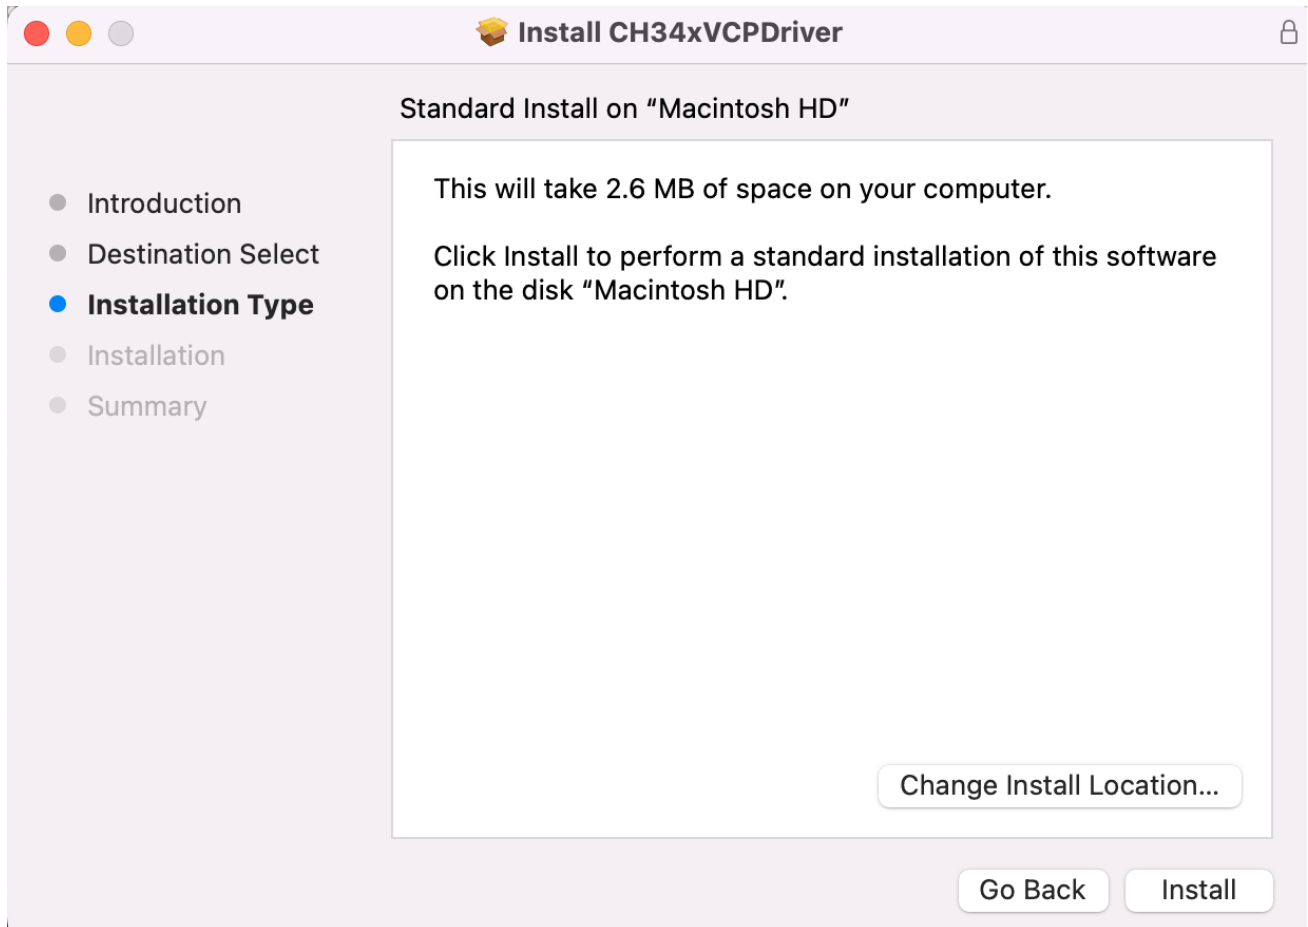 Install CH34xVCPDriver
Standard Install on “Macintosh HD”
Introduction
Destination Select
Installation Type
Installation
Summary
This will take 2.6 MB of space on your computer.
Click Install to perform a standard installation of this software
on the disk “Macintosh HD”.
Change Install Location...
Go Back
Install